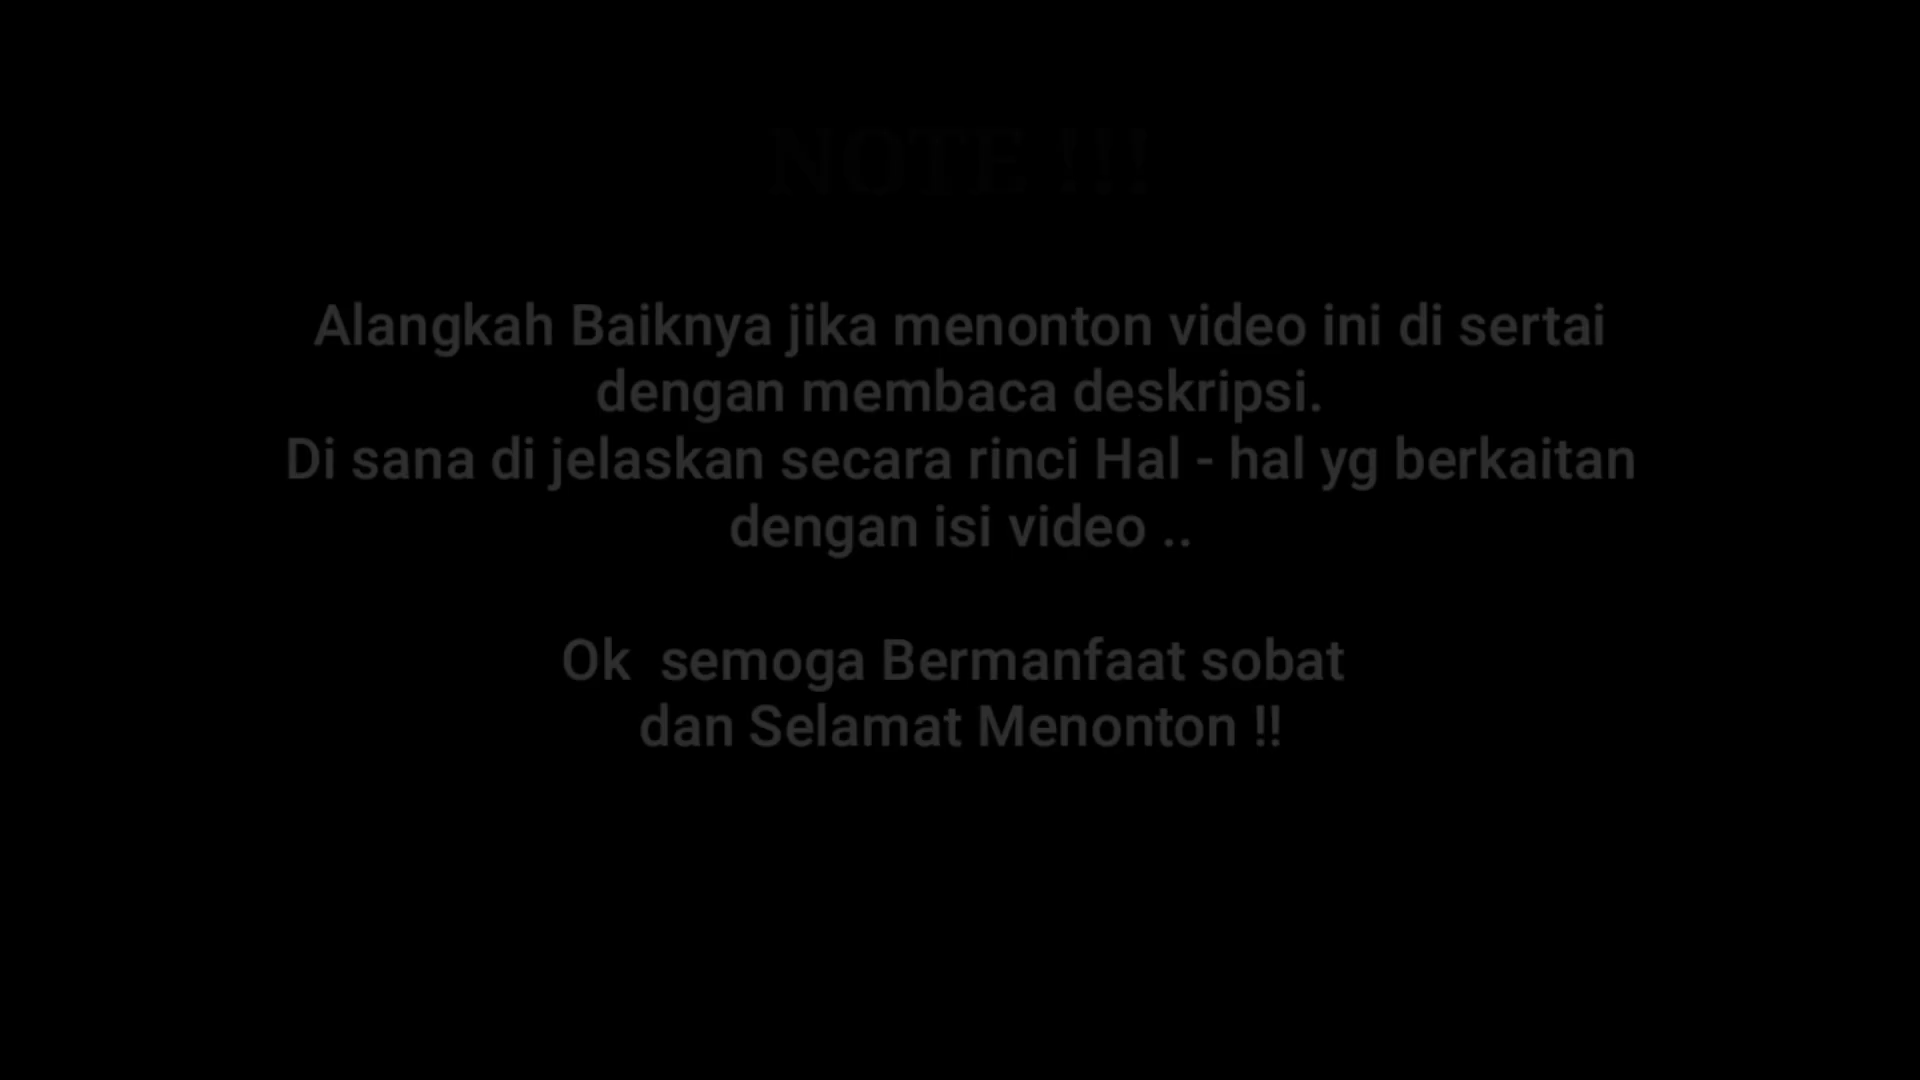 NOTE !!!
Alangkah Baiknya jika menonton video ini di sertai
dengan membaca deskripsi.
Di sana di jelaskan secara rinci Hal - hal yg berkaitan
dengan isi video ..
Ok  semoga Bermanfaat sobat
dan Selamat Menonton !!